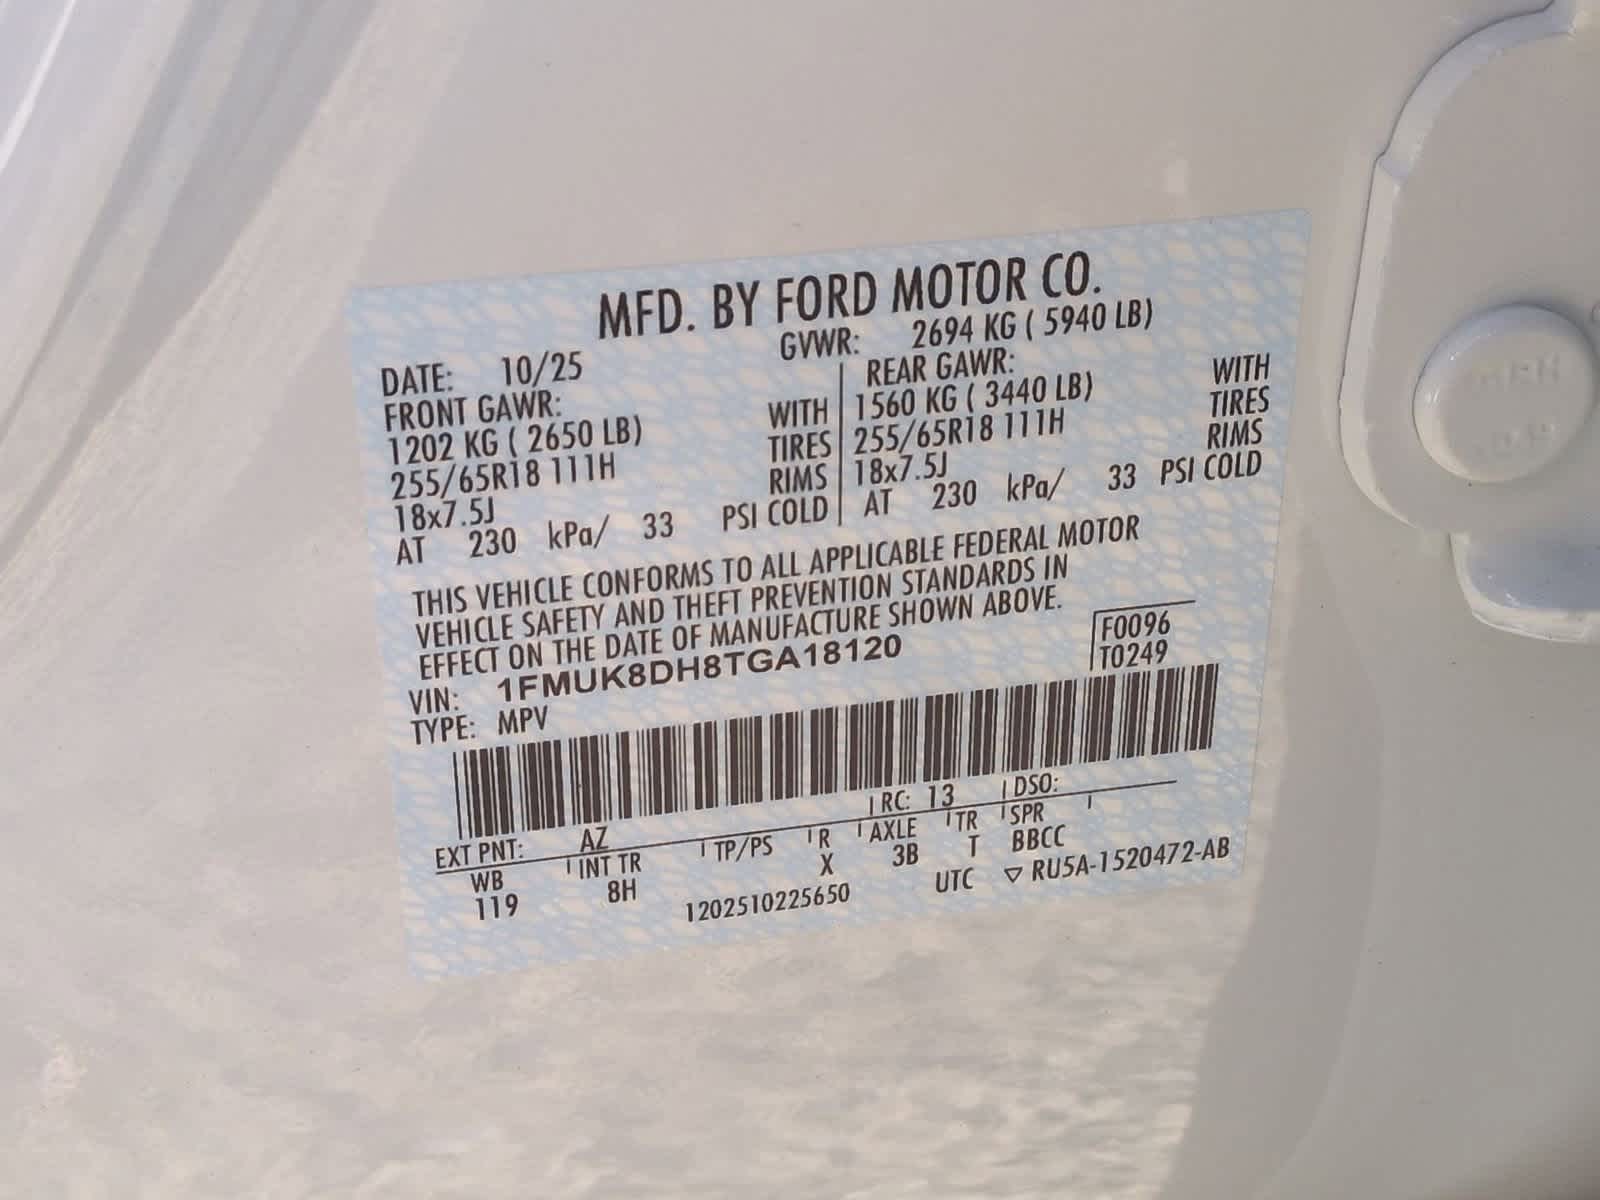 MFD. BY FORD MOTOR CO.
DATE: 10/25 GVWR: 2694 KG ( 5940 LB)
FRONT GAWR: REAR GAWR:
1202 KG ( 2650 LB) WITH 1560 KG ( 3440 LB) WITH
255/65R18 111H TIRES 255/65R18 111H TIRES
18x7.5J RIMS 18x7.5J RIMS
AT 230 kPa/ 33 PSI COLD AT 230 kPa/ 33 PSI COLD
THIS VEHICLE CONFORMS TO ALL APPLICABLE FEDERAL MOTOR
VEHICLE SAFETY AND THEFT PREVENTION STANDARDS IN
EFFECT ON THE DATE OF MANUFACTURE SHOWN ABOVE.
VIN: 1FMUK8DH8TGA18120 F0096
TYPE: MPV T0249
EXT PNT: AZ RC: 13 DSO:
WB INT TR TP/PS R AXLE TR SPR
119 8H X 3B T BBCC
1202510225650 UTC ▽ RU5A-1520472-AB